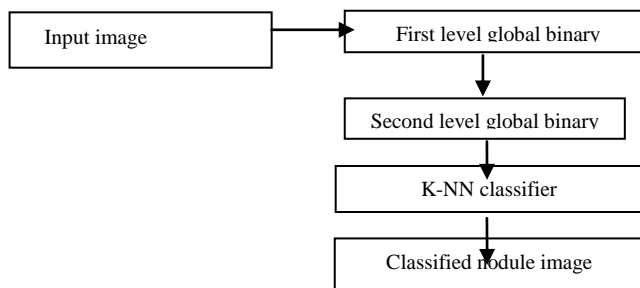 Input image
First level global binary
Second level global binary
K-NN classifier
Classified nodule image